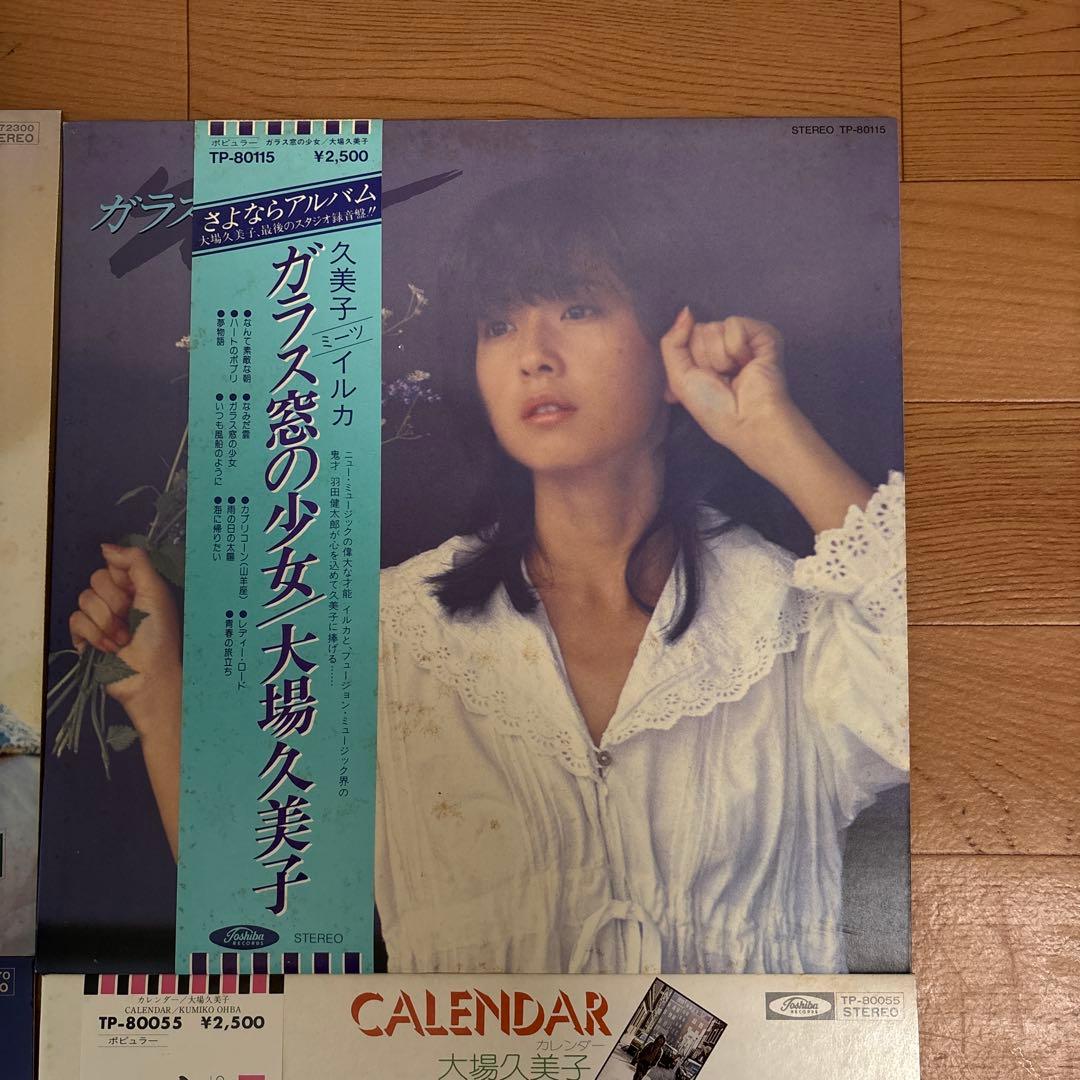 72300
STEREO
STEREO TP-80115
ポピュラー ガラス窓の少女/大場久美子
TP-80115 ¥2,500
ガラス
さよならアルバム
大場久美子、最後のスタジオ録音盤!!
久美子ミーツイルカ
ガラス窓の少女/大場久美子
ニュー・ミュージックの偉大な才能 イルカと、フュージョン・ミュージック界の
鬼才 羽田健太郎が心を込めて久美子に捧げる……
●なんて素敵な朝
●ハートのポプリ
●夢物語
●なみだ雲
●ガラス窓の少女
●いつも風船のように
●カプリコーン(山羊座)
●雨の日の太陽
●海に帰りたい
●レディー・ロード
●青春の旅立ち
Toshiba
RECORDS
STEREO
カレンダー/大場久美子
CALENDAR/KUMIKO OHBA
TP-80055 ¥2,500
ポピュラー
CALENDAR
カレンダー
大場久美子
Toshiba
RECORDS
TP-80055
STEREO